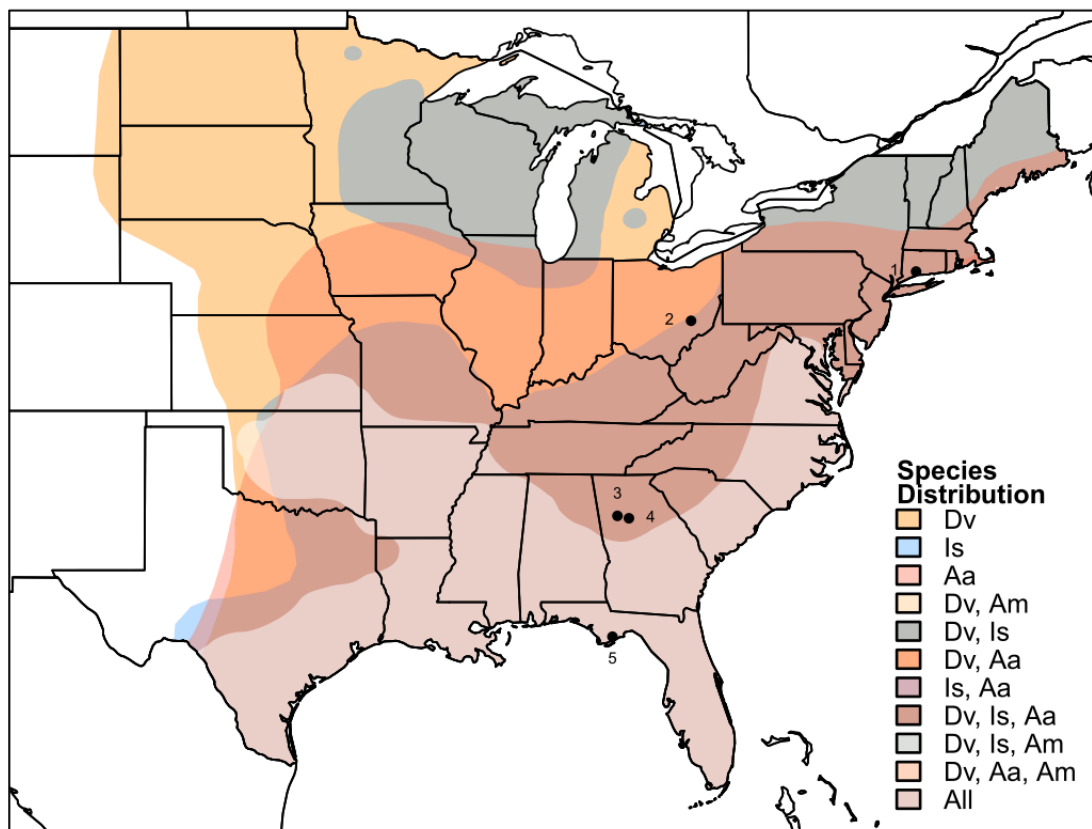 1
2
3
4
5
Species
Distribution
Dv
Is
Aa
Dv, Am
Dv, Is
Dv, Aa
Is, Aa
Dv, Is, Aa
Dv, Is, Am
Dv, Aa, Am
All